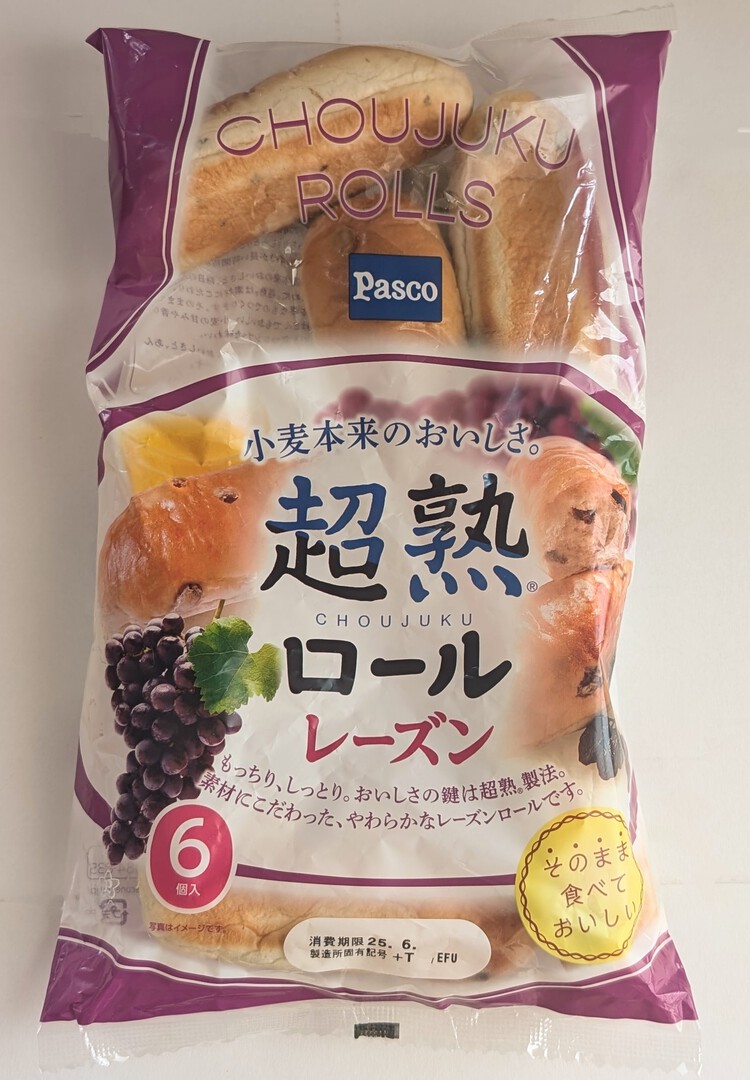 CHOUJUKU
ROLLS
Pasco
小麦本来のおいしさ。
超熟®
CHOUJUKU
ロール
レーズン
もっちり、しっとり。おいしさの鍵は超熟®製法。
素材にこだわった、やわらかなレーズンロールです。
6
個入
そのまま
食べて
おいしい
写真はイメージです。
消費期限 25. 6.
製造所固有記号 +T /EFU